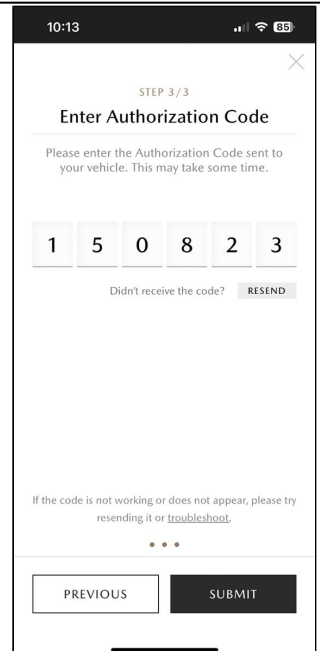 10:13
85
STEP 3/3
Enter Authorization Code
Please enter the Authorization Code sent to
your vehicle. This may take some time.
1 5 0 8 2 3
Didn't receive the code? RESEND
If the code is not working or does not appear, please try
resending it or troubleshoot.
PREVIOUS SUBMIT